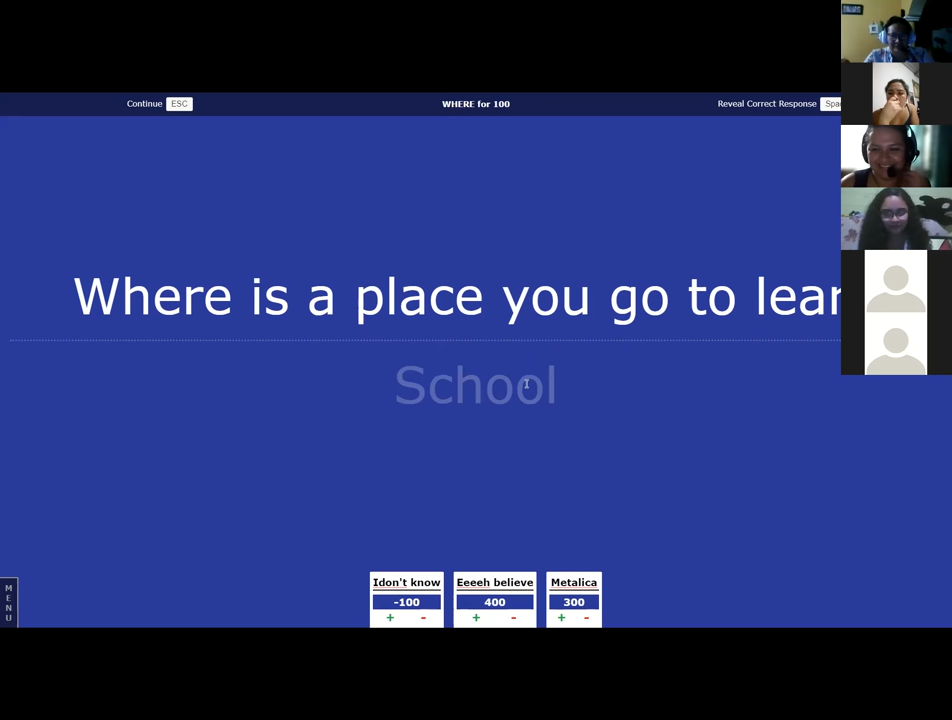 Continue ESC WHERE for 100 Reveal Correct Response
Where is a place you go to
School
Idon't know Eeeeh believe Metalica
-100 400 300
+ - + - + -
MENU